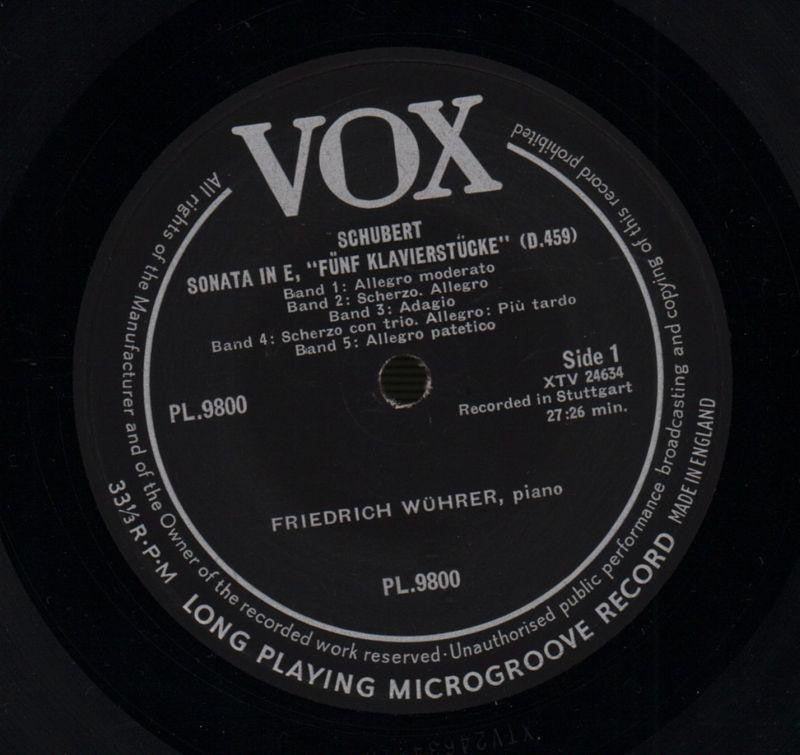 VOX
SCHUBERT
SONATA IN E, "FÜNF KLAVIERSTÜCKE" (D.459)
Band 1: Allegro moderato
Band 2: Scherzo. Allegro
Band 3: Adagio
Band 4: Scherzo con trio. Allegro: Più tardo
Band 5: Allegro patetico
Side 1
XTV 24634
Recorded in Stuttgart
27:26 min.
PL.9800
FRIEDRICH WÜHRER, piano
PL.9800
All rights of the Manufacturer and of the Owner of the recorded work reserved·Unauthorised public performance broadcasting and copying of this record prohibited
33⅓ R·P·M LONG PLAYING MICROGROOVE RECORD MADE IN ENGLAND